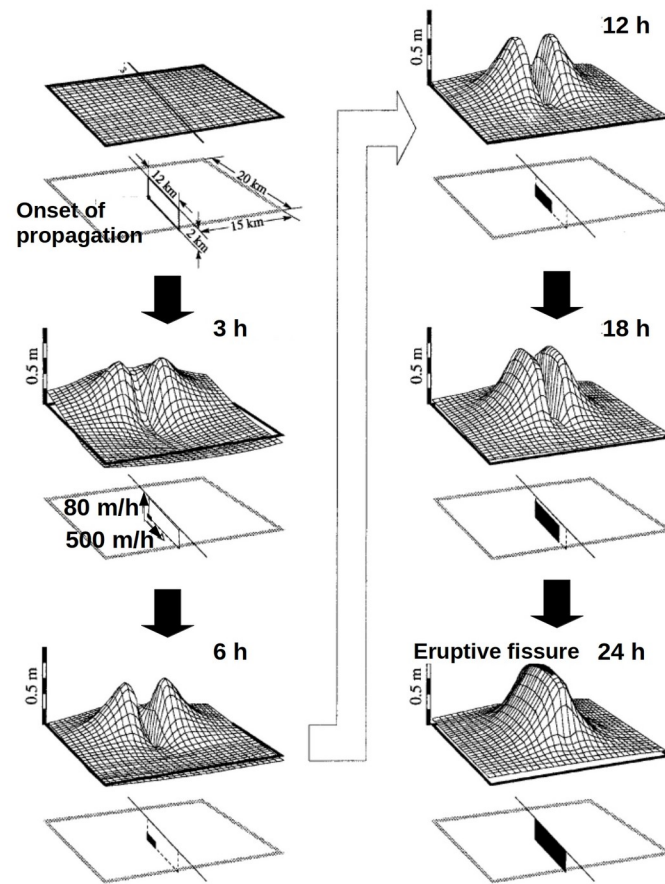 Onset of
propagation
12 km
20 km
15 km
2 km
3 h
0.5 m
80 m/h
500 m/h
6 h
0.5 m
12 h
0.5 m
18 h
0.5 m
Eruptive fissure 24 h
0.5 m